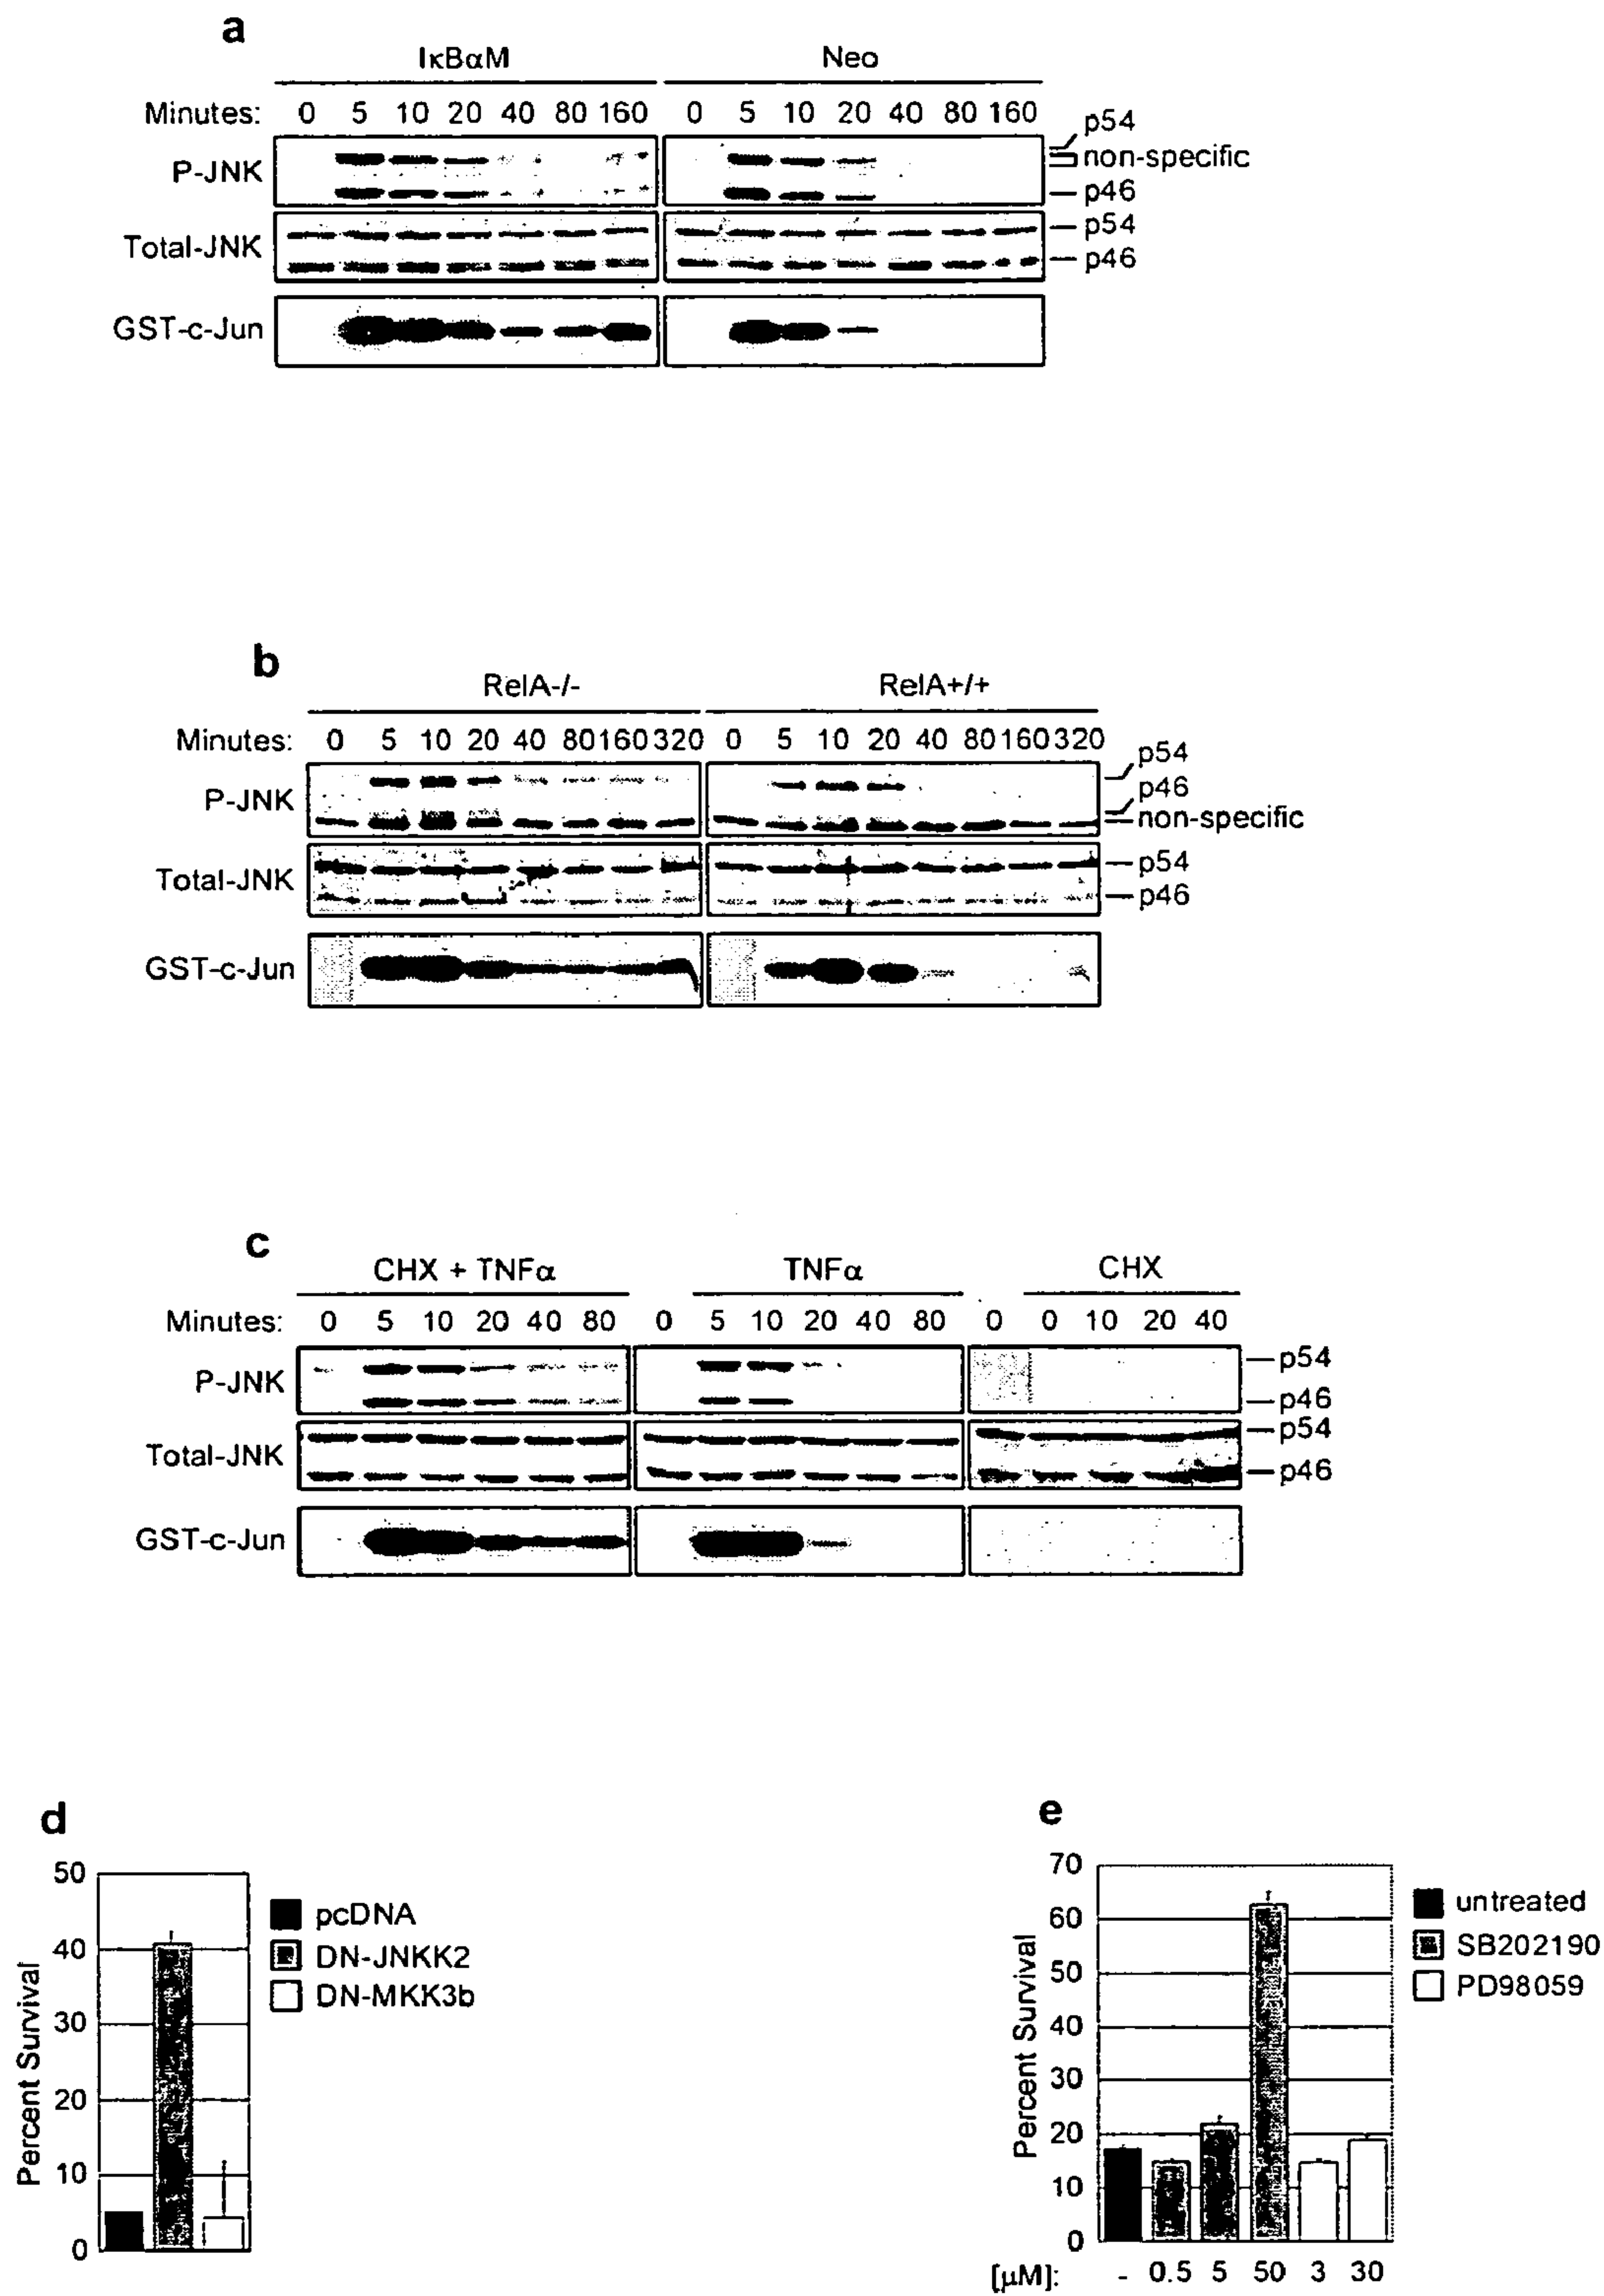 a
IκBαM Neo
Minutes: 0 5 10 20 40 80 160 0 5 10 20 40 80 160
p54
P-JNK
non-specific
p46
Total-JNK
p54
p46
GST-c-Jun
b
RelA-/- RelA+/+
Minutes: 0 5 10 20 40 80 160 320 0 5 10 20 40 80 160 320
p54
P-JNK
p46
non-specific
Total-JNK
p54
p46
GST-c-Jun
c
CHX + TNFα TNFα CHX
Minutes: 0 5 10 20 40 80 0 5 10 20 40 80 0 0 10 20 40
P-JNK
p54
p46
Total-JNK
p54
p46
GST-c-Jun
d
Percent Survival
50
40
30
20
10
0
pcDNA
DN-JNKK2
DN-MKK3b
e
Percent Survival
70
60
50
40
30
20
10
0
[μM]: - 0.5 5 50 3 30
untreated
SB202190
PD98059